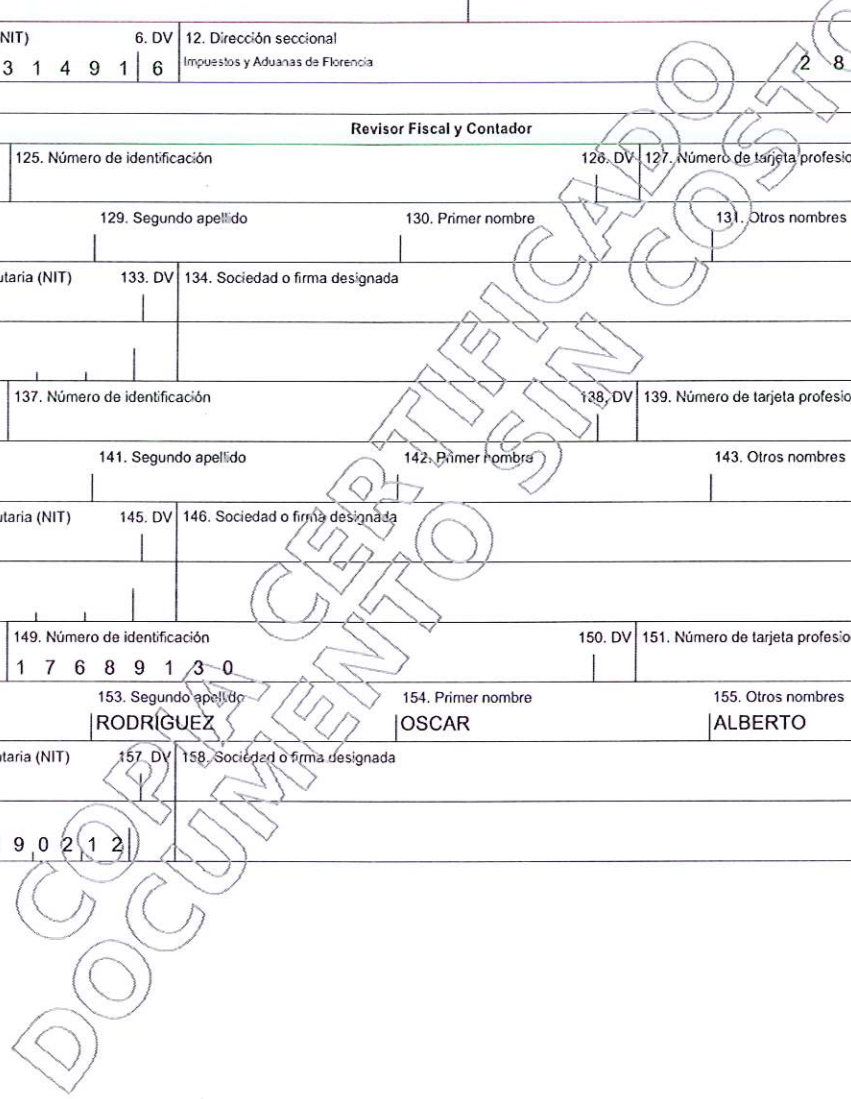 NIT) 6. DV 12. Dirección seccional
3 1 4 9 1 6 Impuestos y Aduanas de Florencia 2 8
Revisor Fiscal y Contador
125. Número de identificación 126. DV 127. Número de tarjeta profesio
129. Segundo apellido 130. Primer nombre 131. Otros nombres
utaria (NIT) 133. DV 134. Sociedad o firma designada
137. Número de identificación 138. DV 139. Número de tarjeta profesio
141. Segundo apellido 142. Primer nombre 143. Otros nombres
utaria (NIT) 145. DV 146. Sociedad o firma designada
149. Número de identificación 150. DV 151. Número de tarjeta profesio
1 7 6 8 9 1 3 0
153. Segundo apellido 154. Primer nombre 155. Otros nombres
RODRÍGUEZ OSCAR ALBERTO
utaria (NIT) 157. DV 158. Sociedad o firma designada
9 0 2 1 2
COPIA CERTIFICADO
DOCUMENTO SIN COSTO